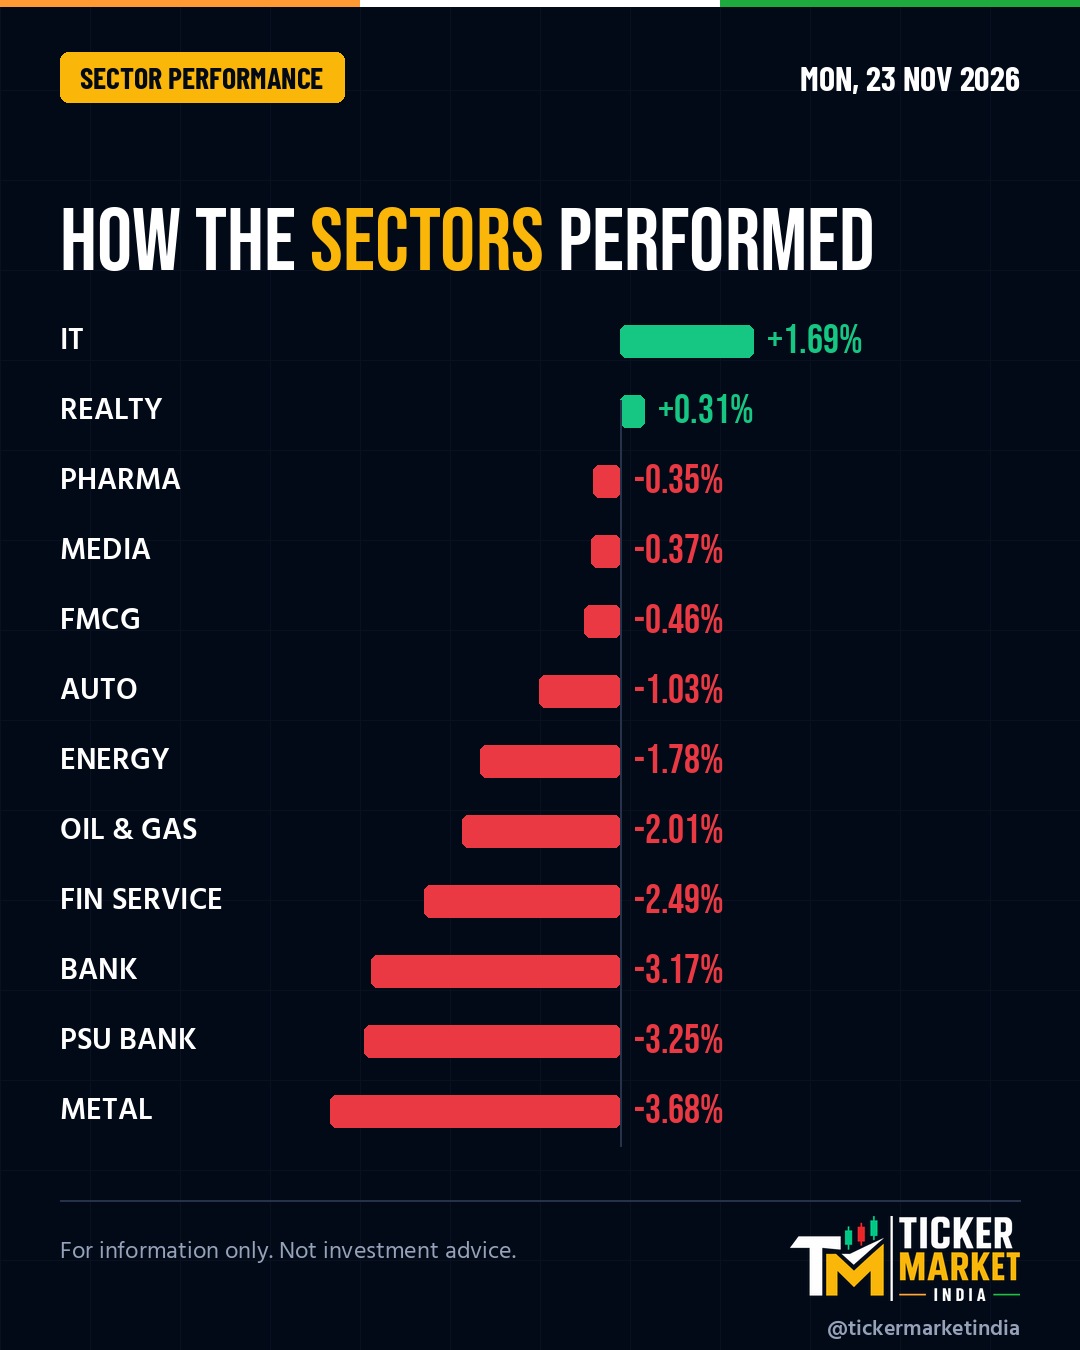 SECTOR PERFORMANCE
MON, 23 NOV 2026
HOW THE SECTORS PERFORMED
IT +1.69%
REALTY +0.31%
PHARMA -0.35%
MEDIA -0.37%
FMCG -0.46%
AUTO -1.03%
ENERGY -1.78%
OIL & GAS -2.01%
FIN SERVICE -2.49%
BANK -3.17%
PSU BANK -3.25%
METAL -3.68%
For information only. Not investment advice.
TM
TICKER
MARKET
INDIA
@tickermarketindia